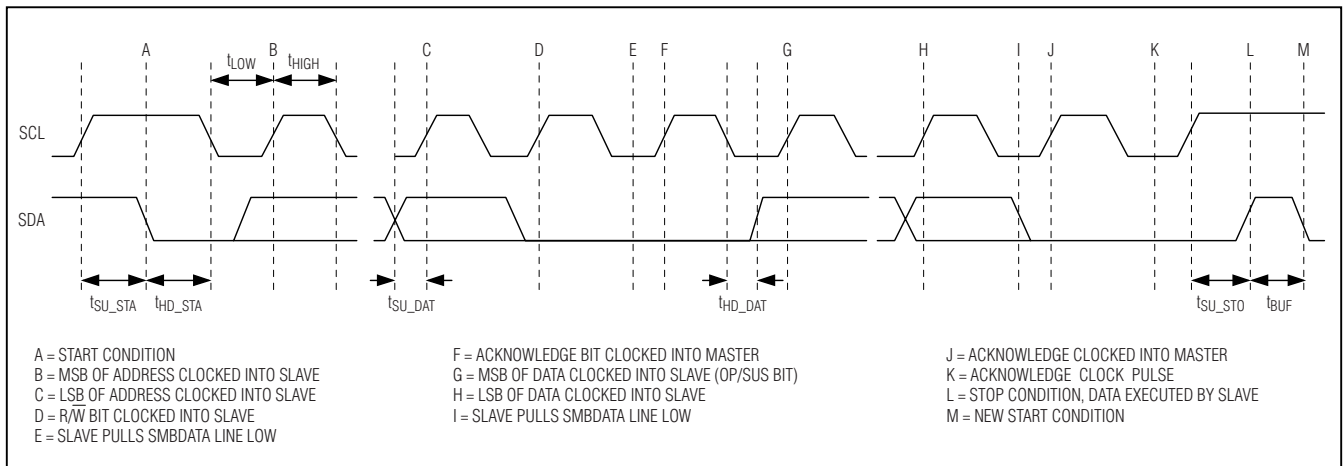 A B C D E F G H I J K L M
tLOW tHIGH
SCL
SDA
tSU_STA tHD_STA tSU_DAT tHD_DAT tSU_STO tBUF
A = START CONDITION
B = MSB OF ADDRESS CLOCKED INTO SLAVE
C = LSB OF ADDRESS CLOCKED INTO SLAVE
D = R/W̅ BIT CLOCKED INTO SLAVE
E = SLAVE PULLS SMBDATA LINE LOW
F = ACKNOWLEDGE BIT CLOCKED INTO MASTER
G = MSB OF DATA CLOCKED INTO SLAVE (OP/SUS BIT)
H = LSB OF DATA CLOCKED INTO SLAVE
I = SLAVE PULLS SMBDATA LINE LOW
J = ACKNOWLEDGE CLOCKED INTO MASTER
K = ACKNOWLEDGE CLOCK PULSE
L = STOP CONDITION, DATA EXECUTED BY SLAVE
M = NEW START CONDITION